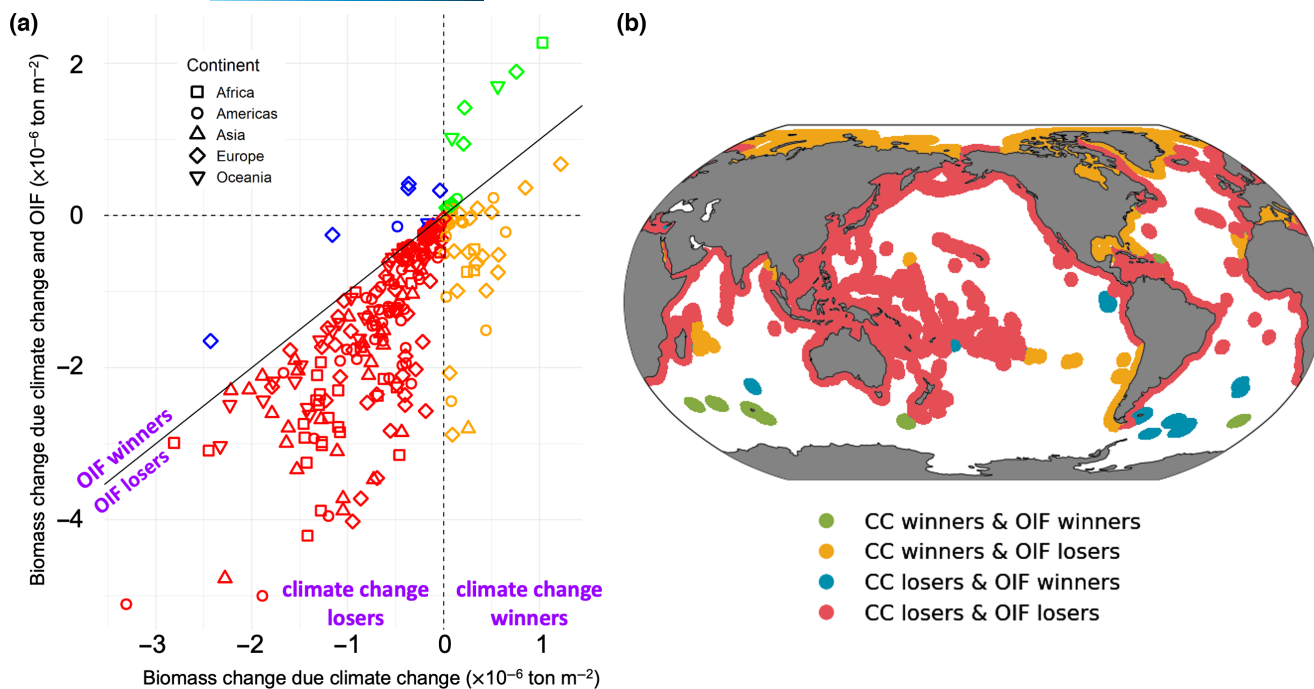 (a)
(b)
Continent
Africa
Americas
Asia
Europe
Oceania
Biomass change due climate change and OIF (×10⁻⁶ ton m⁻²)
2
0
−2
−4
OIF winners
OIF losers
climate change
losers
climate change
winners
−3
−2
−1
0
1
Biomass change due climate change (×10⁻⁶ ton m⁻²)
CC winners & OIF winners
CC winners & OIF losers
CC losers & OIF winners
CC losers & OIF losers